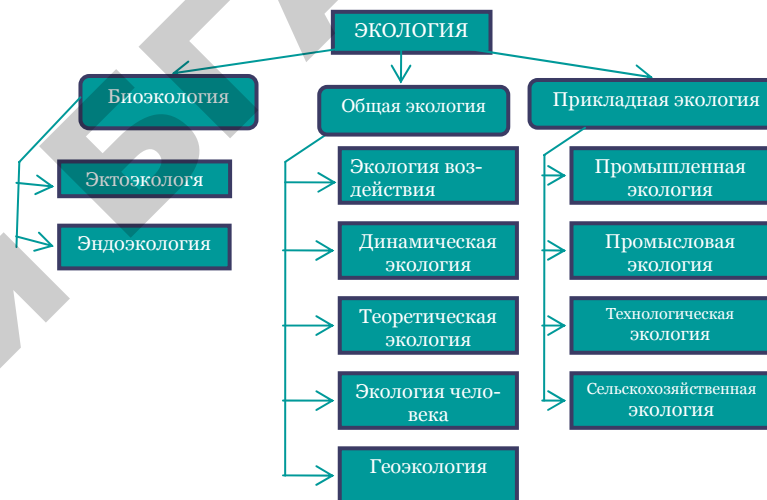 ЭКОЛОГИЯ
Биоэкология
Эктоэкологя
Эндоэкология
Общая экология
Экология воз-
действия
Динамическая
экология
Теоретическая
экология
Экология чело-
века
Геоэкология
Прикладная экология
Промышленная
экология
Промысловая
экология
Технологическая
экология
Сельскохозяйственная
экология